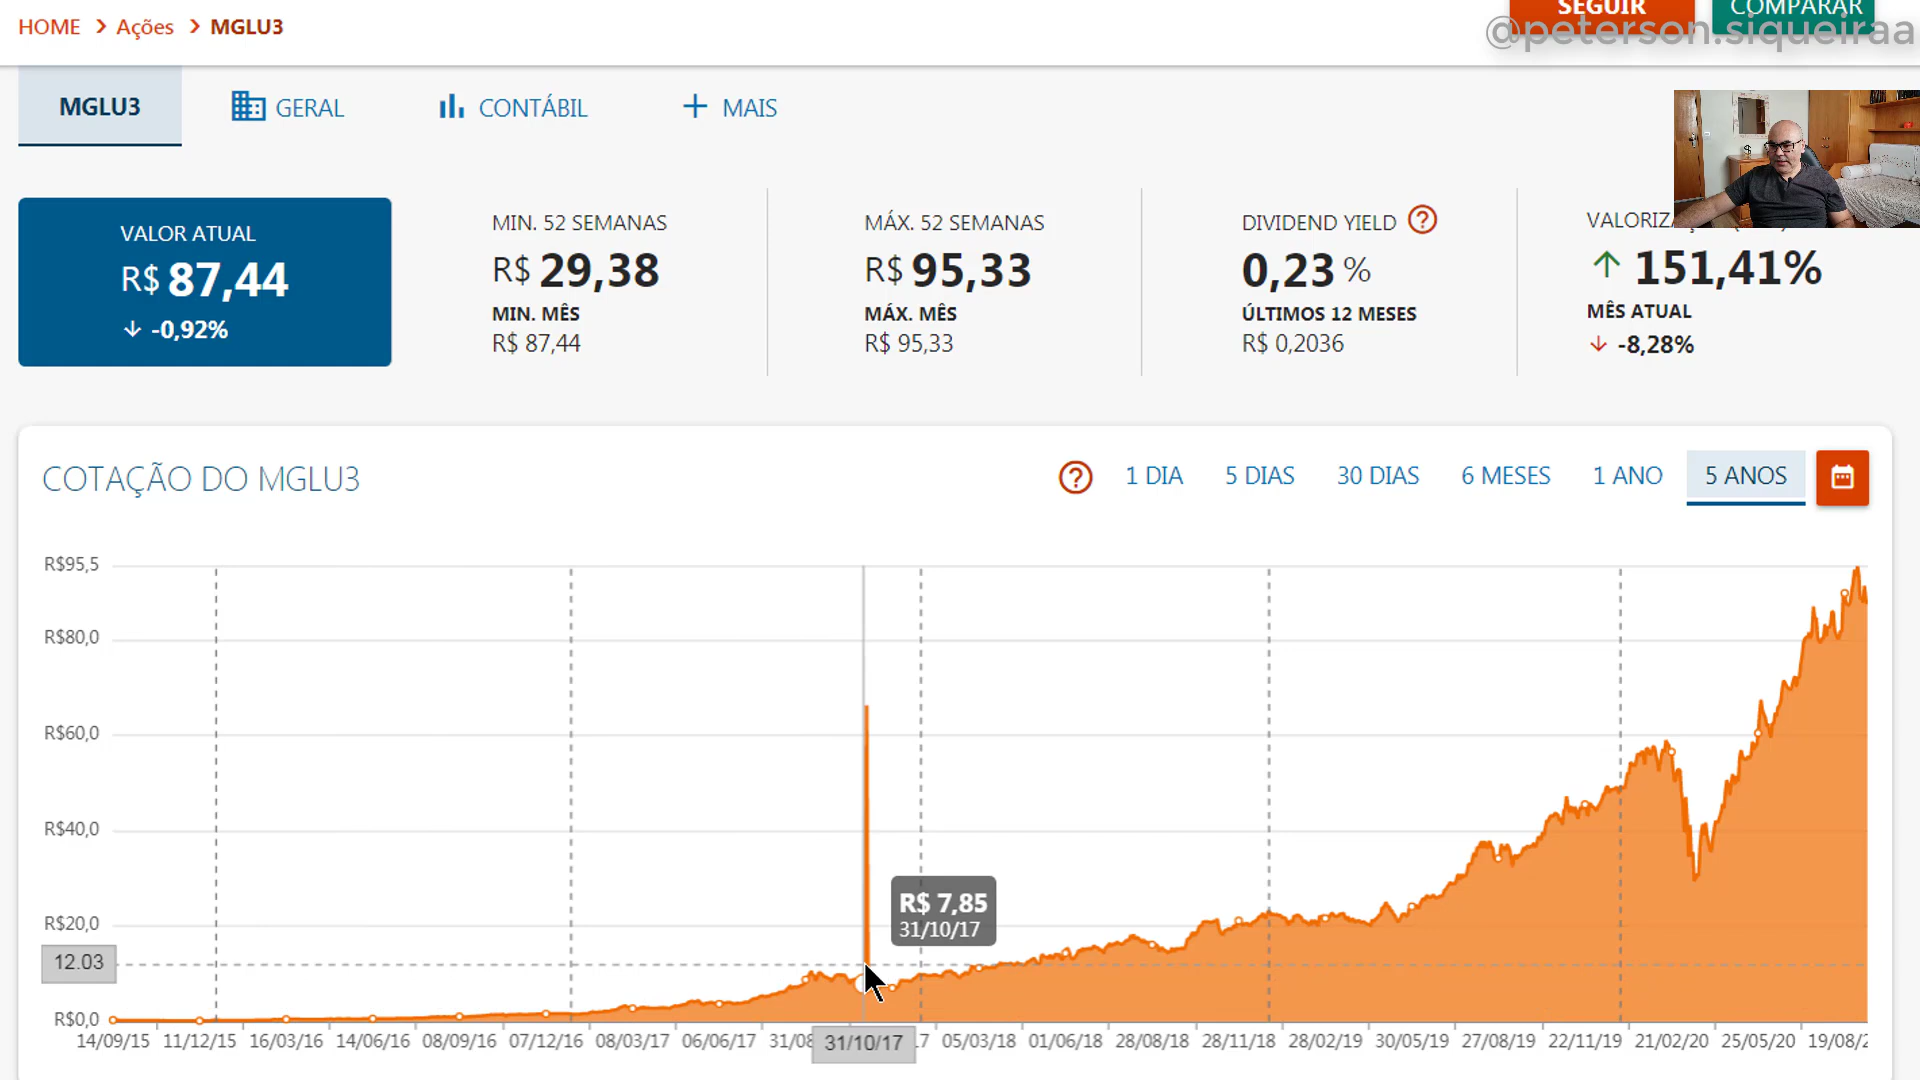 HOME > Ações > MGLU3
SEGUIR
COMPARAR
@peterson.siqueiraa
MGLU3
GERAL
CONTÁBIL
+ MAIS
VALOR ATUAL
R$ 87,44
-0,92%
MIN. 52 SEMANAS
R$ 29,38
MIN. MÊS
R$ 87,44
MÁX. 52 SEMANAS
R$ 95,33
MÁX. MÊS
R$ 95,33
DIVIDEND YIELD ?
0,23 %
ÚLTIMOS 12 MESES
R$ 0,2036
151,41%
MÊS ATUAL
-8,28%
COTAÇÃO DO MGLU3
? 1 DIA 5 DIAS 30 DIAS 6 MESES 1 ANO 5 ANOS
R$95,5
R$80,0
R$60,0
R$40,0
R$20,0
12.03
R$0,0
R$ 7,85
31/10/17
14/09/15 11/12/15 16/03/16 14/06/16 08/09/16 07/12/16 08/03/17 06/06/17 31/10/17 05/03/18 01/06/18 28/08/18 28/11/18 28/02/19 30/05/19 27/08/19 22/11/19 21/02/20 25/05/20